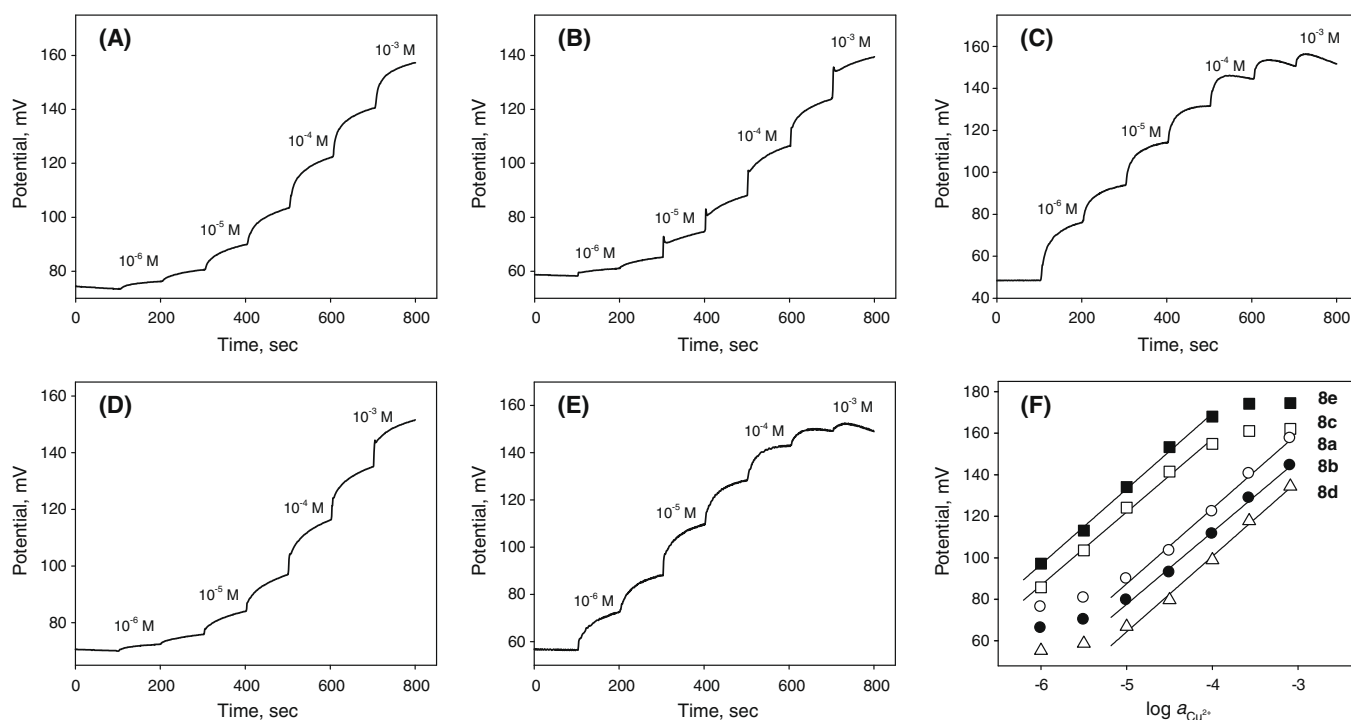 (A)
160
140
120
100
80
Potential, mV
10⁻⁶ M
10⁻⁵ M
10⁻⁴ M
10⁻³ M
0 200 400 600 800
Time, sec
(B)
140
120
100
80
60
Potential, mV
10⁻⁶ M
10⁻⁵ M
10⁻⁴ M
10⁻³ M
0 200 400 600 800
Time, sec
(C)
160
140
120
100
80
60
40
Potential, mV
10⁻⁶ M
10⁻⁵ M
10⁻⁴ M
10⁻³ M
0 200 400 600 800
Time, sec
(D)
160
140
120
100
80
Potential, mV
10⁻⁶ M
10⁻⁵ M
10⁻⁴ M
10⁻³ M
0 200 400 600 800
Time, sec
(E)
160
140
120
100
80
60
Potential, mV
10⁻⁶ M
10⁻⁵ M
10⁻⁴ M
10⁻³ M
0 200 400 600 800
Time, sec
(F)
180
160
140
120
100
80
60
Potential, mV
8e
8c
8a
8b
8d
-6 -5 -4 -3
log a Cu²⁺